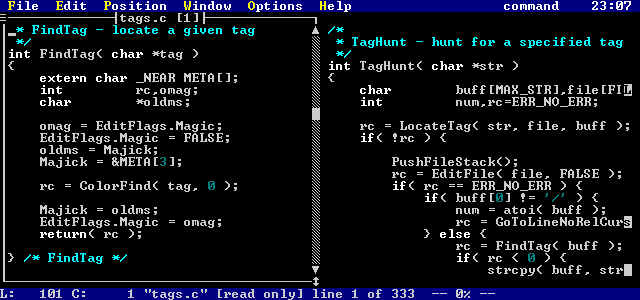 File Edit Position Window Options Help command 23:07
tags.c [1]
* FindTag - locate a given tag
*/
int FindTag( char *tag )
{
extern char _NEAR META[];
int rc,omag;
char *oldms;
omag = EditFlags.Magic;
EditFlags.Magic = FALSE;
oldms = Majick;
Majick = &META[3];
rc = ColorFind( tag, 0 );
Majick = oldms;
EditFlags.Magic = omag;
return( rc );
} /* FindTag */
/*
* TagHunt - hunt for a specified tag
*/
int TagHunt( char *str )
{
char buff[MAX_STR],file[FIL
int num,rc=ERR_NO_ERR;
rc = LocateTag( str, file, buff );
if( !rc ) {
PushFileStack();
rc = EditFile( file, FALSE );
if( rc == ERR_NO_ERR ) {
if( buff[0] != '/' ) {
num = atoi( buff );
rc = GoToLineNoRelCurs
} else {
rc = FindTag( buff );
if( rc < 0 ) {
strcpy( buff, str
L: 101 C: 1 "tags.c" [read only] line 1 of 333 -- 0% --